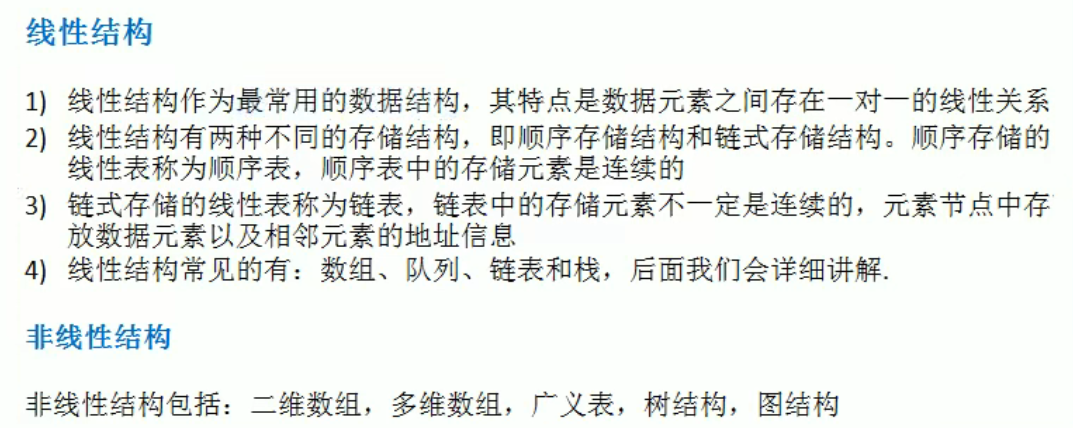 线性结构
1) 线性结构作为最常用的数据结构，其特点是数据元素之间存在一对一的线性关系
2) 线性结构有两种不同的存储结构，即顺序存储结构和链式存储结构。顺序存储的
线性表称为顺序表，顺序表中的存储元素是连续的
3) 链式存储的线性表称为链表，链表中的存储元素不一定是连续的，元素节点中存
放数据元素以及相邻元素的地址信息
4) 线性结构常见的有：数组、队列、链表和栈，后面我们会详细讲解.
非线性结构
非线性结构包括：二维数组，多维数组，广义表，树结构，图结构